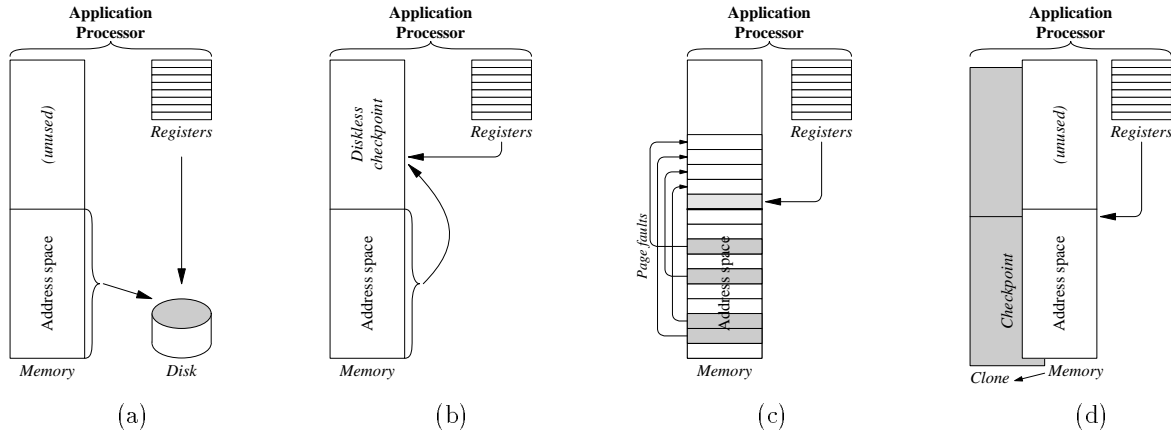 Application
Processor
(unused)
Registers
Address space
Memory
Disk
(a)
Application
Processor
Diskless
checkpoint
Registers
Address space
Memory
(b)
Application
Processor
Registers
Page faults
Address space
Memory
(c)
Application
Processor
(unused)
Registers
Checkpoint
Address space
Clone
Memory
(d)